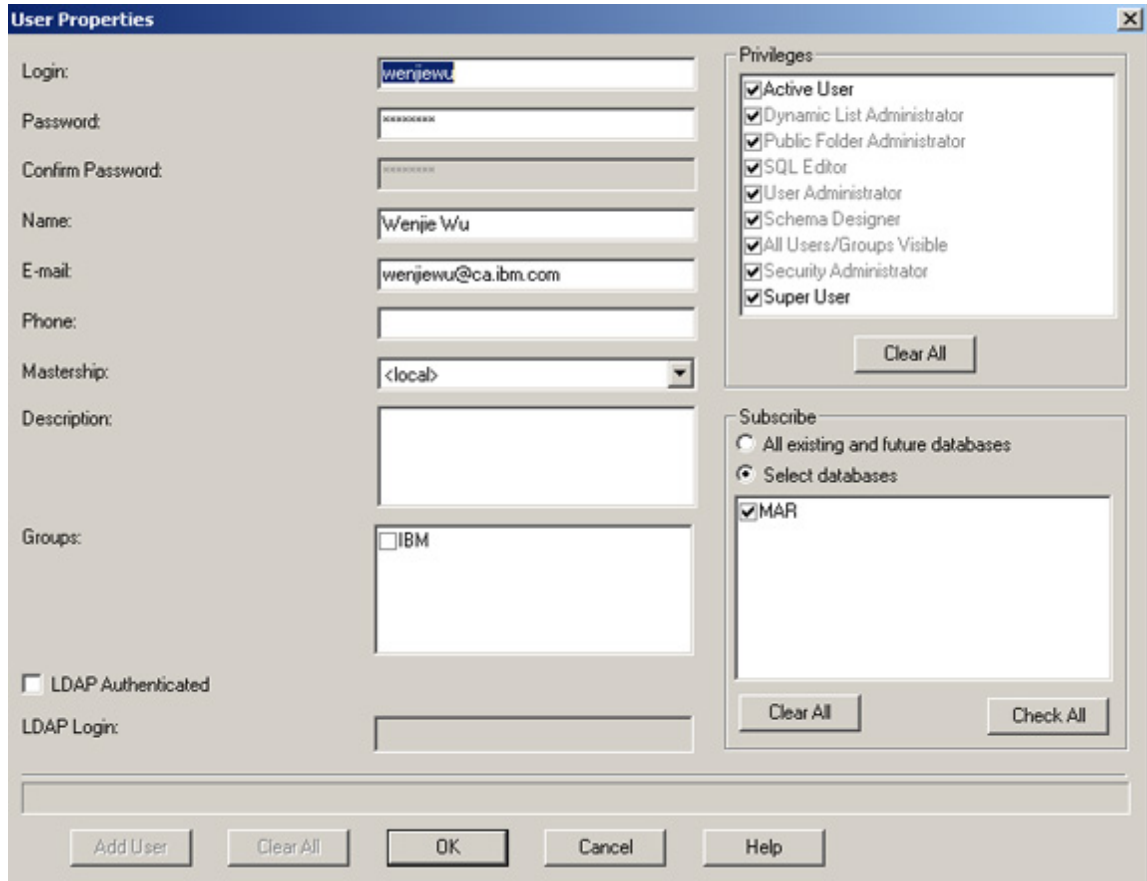 User Properties
Login:
wenjiewu
Password:
********
Confirm Password:
********
Name:
Wenjie Wu
E-mail:
wenjiewu@ca.ibm.com
Phone:
Mastership:
<local>
Description:
Groups:
IBM
LDAP Authenticated
LDAP Login:
Privileges
Active User
Dynamic List Administrator
Public Folder Administrator
SQL Editor
User Administrator
Schema Designer
All Users/Groups Visible
Security Administrator
Super User
Clear All
Subscribe
All existing and future databases
Select databases
MAR
Clear All
Check All
Add User
Clear All
OK
Cancel
Help